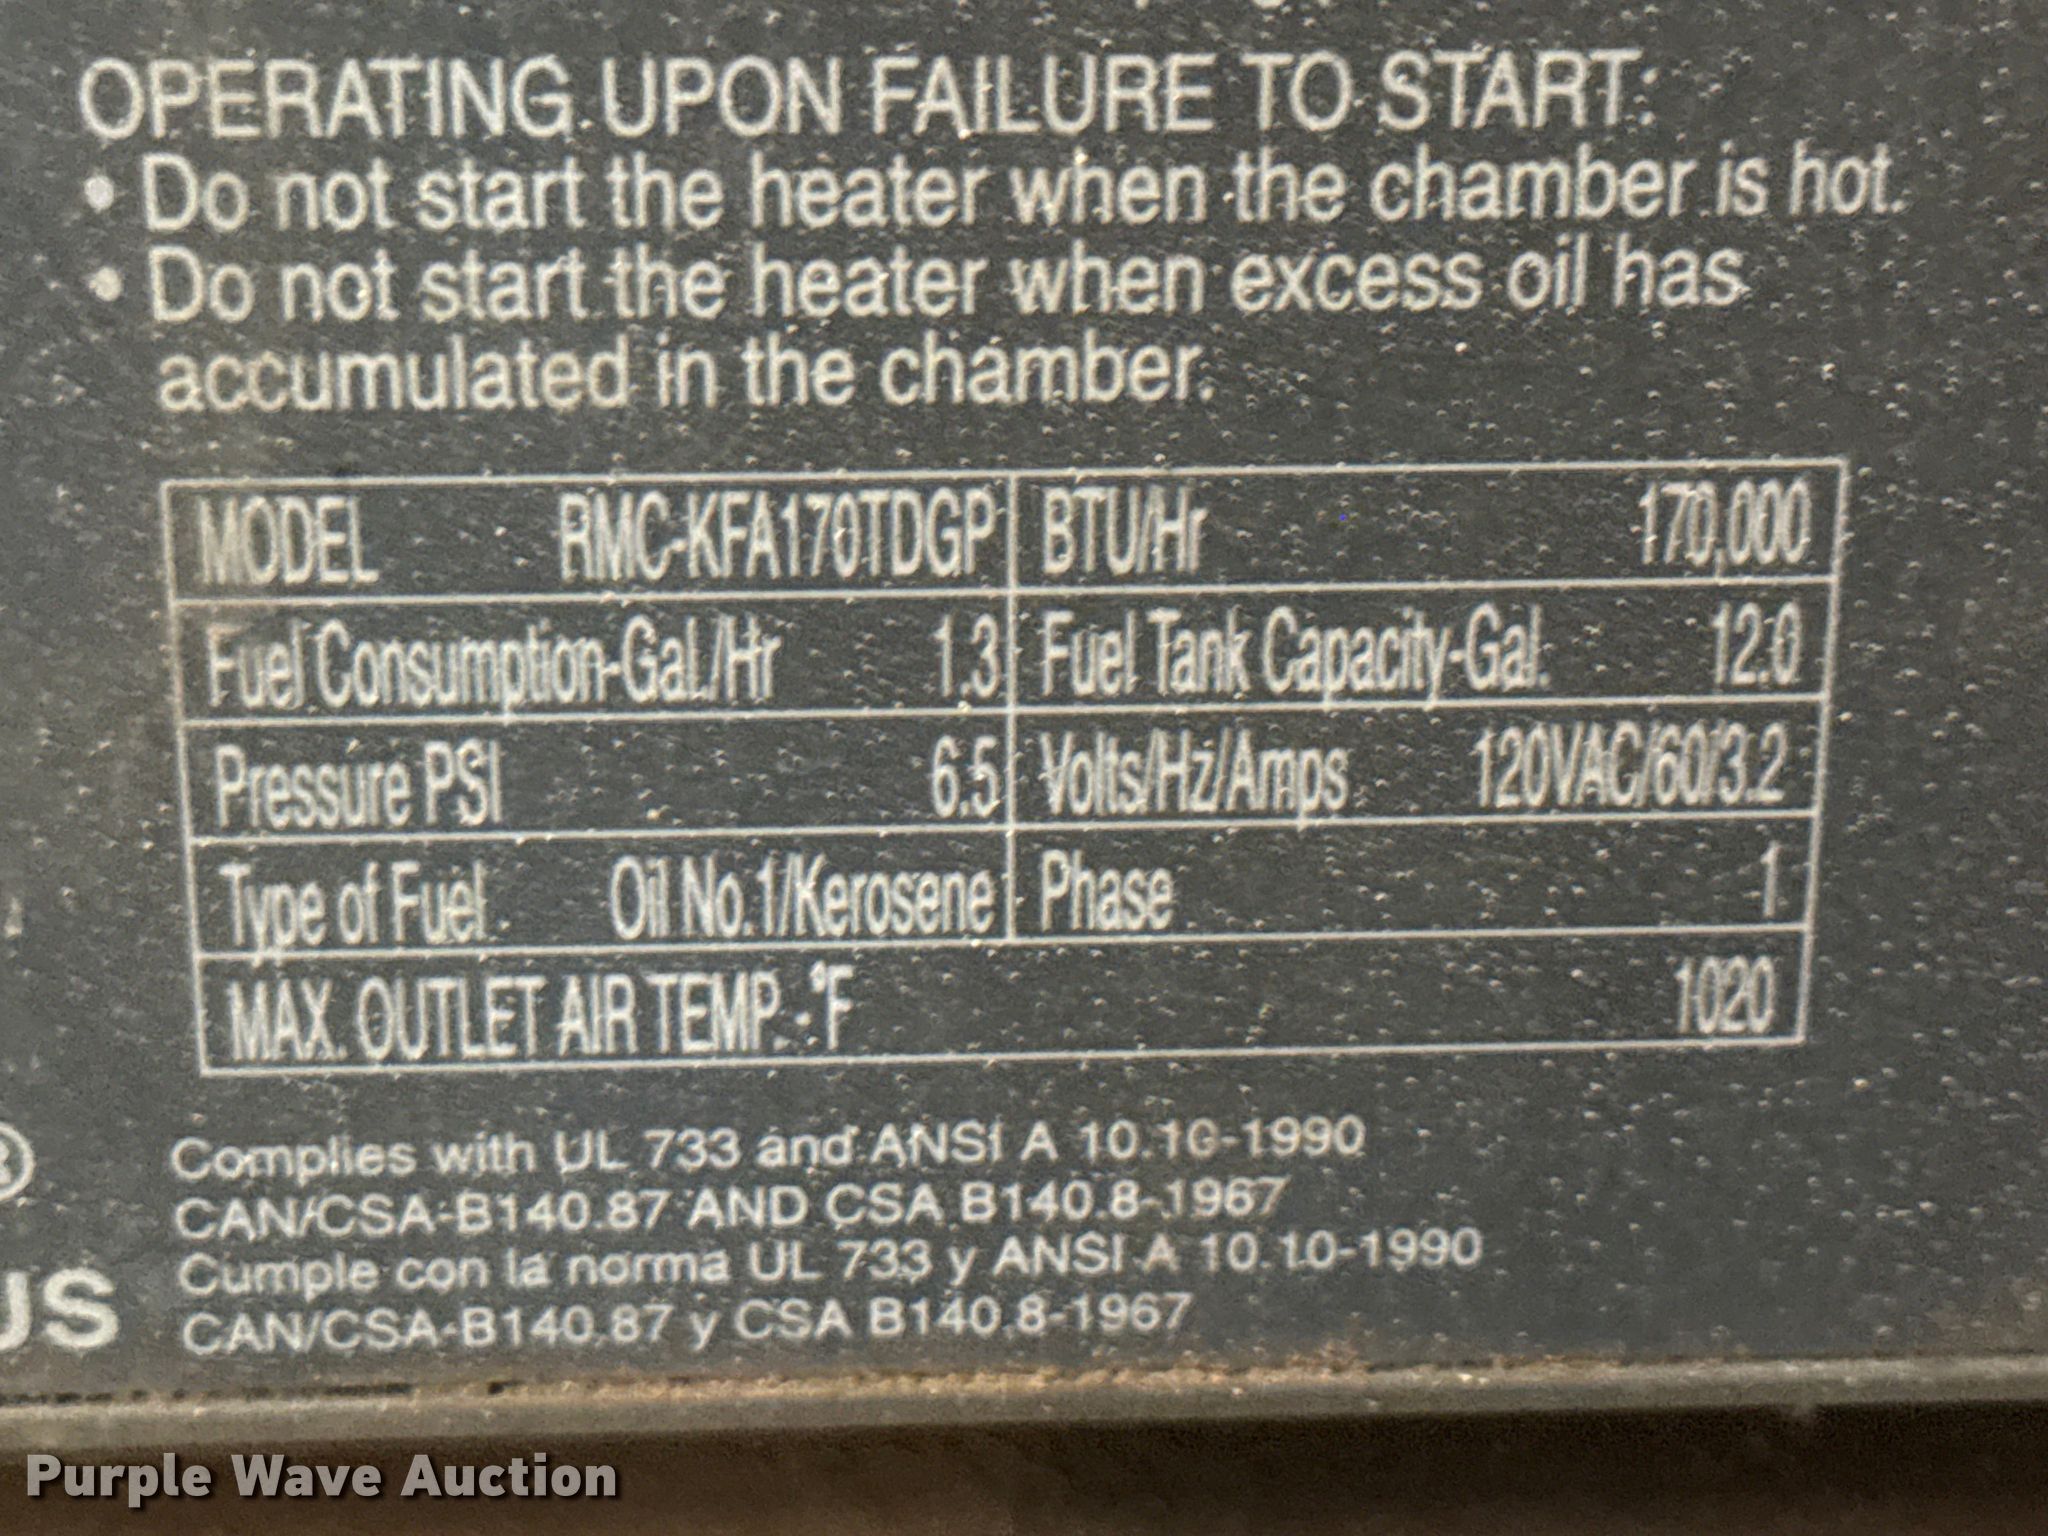 OPERATING UPON FAILURE TO START:
• Do not start the heater when the chamber is hot.
• Do not start the heater when excess oil has
accumulated in the chamber.
MODEL RMC-KFA170TDGP BTU/Hr 170,000
Fuel Consumption-Gal./Hr 1.3 Fuel Tank Capacity-Gal. 12.0
Pressure PSI 6.5 Volts/Hz/Amps 120VAC/60/3.2
Type of Fuel Oil No.1/Kerosene Phase 1
MAX. OUTLET AIR TEMP.-°F 1020
®
Complies with UL 733 and ANSI A 10.10-1990
CAN/CSA-B140.87 AND CSA B140.8-1967
Cumple con la norma UL 733 y ANSI A 10.10-1990
US CAN/CSA-B140.87 y CSA B140.8-1967
Purple Wave Auction